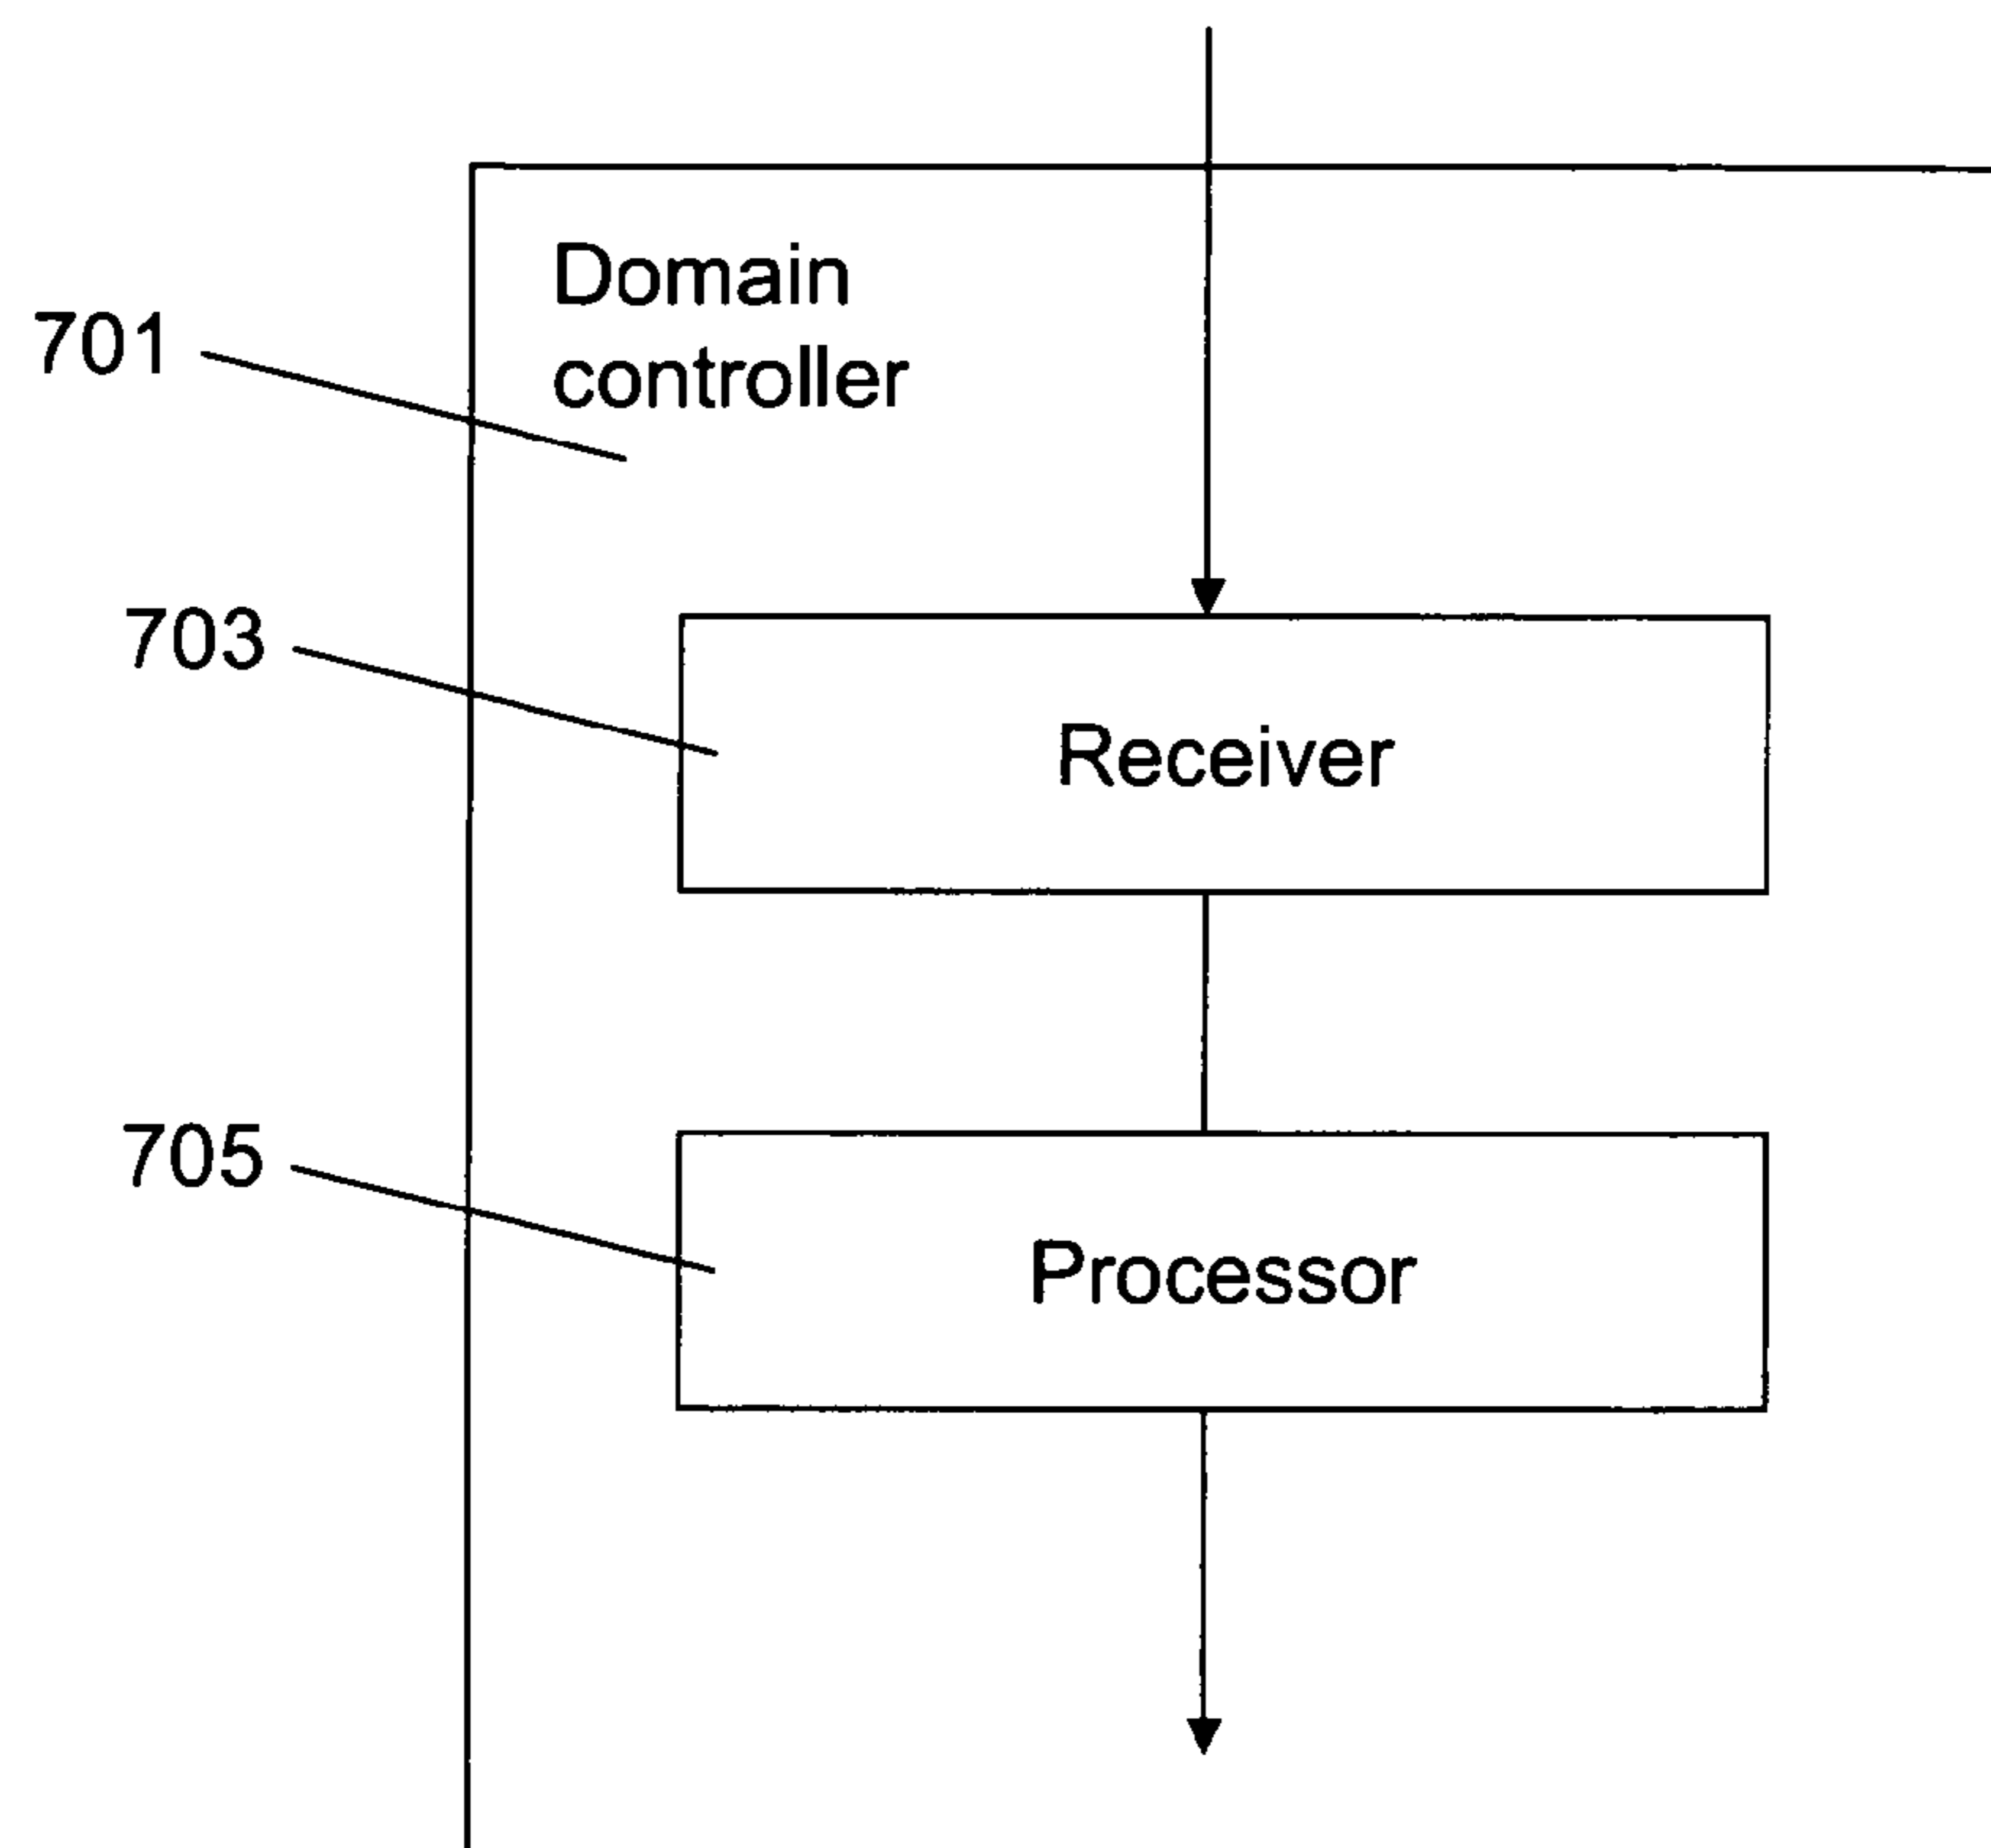 Domain
controller
701
703
Receiver
705
Processor